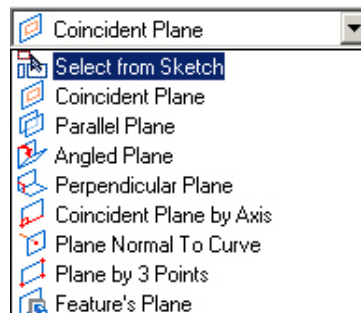 Coincident Plane
Select from Sketch
Coincident Plane
Parallel Plane
Angled Plane
Perpendicular Plane
Coincident Plane by Axis
Plane Normal To Curve
Plane by 3 Points
Feature's Plane